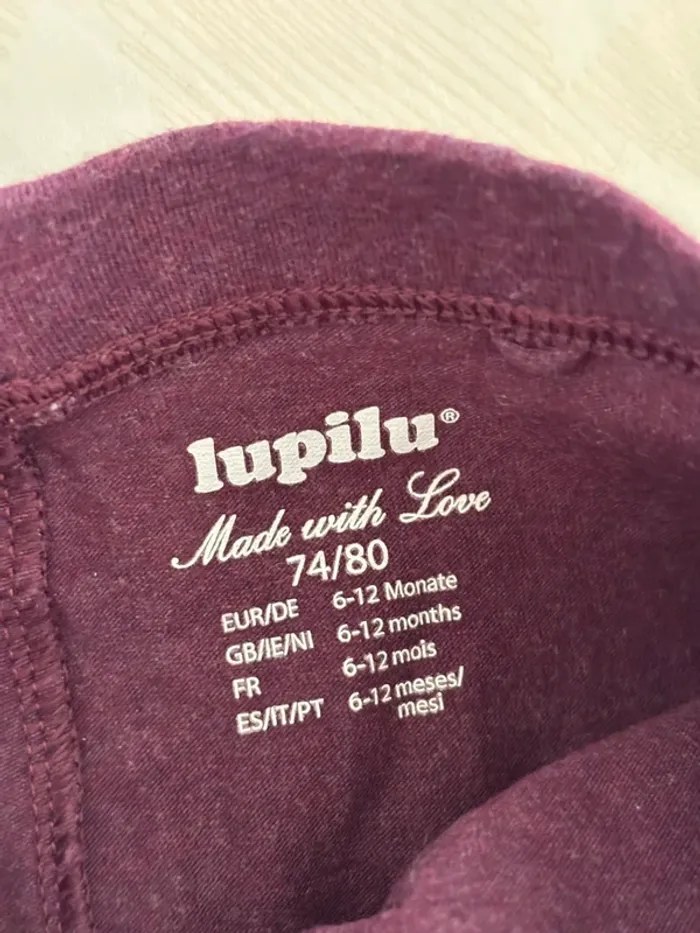 lupilu®
Made with Love
74/80
EUR/DE 6-12 Monate
GB/IE/NI 6-12 months
FR 6-12 mois
ES/IT/PT 6-12 meses/
mesi